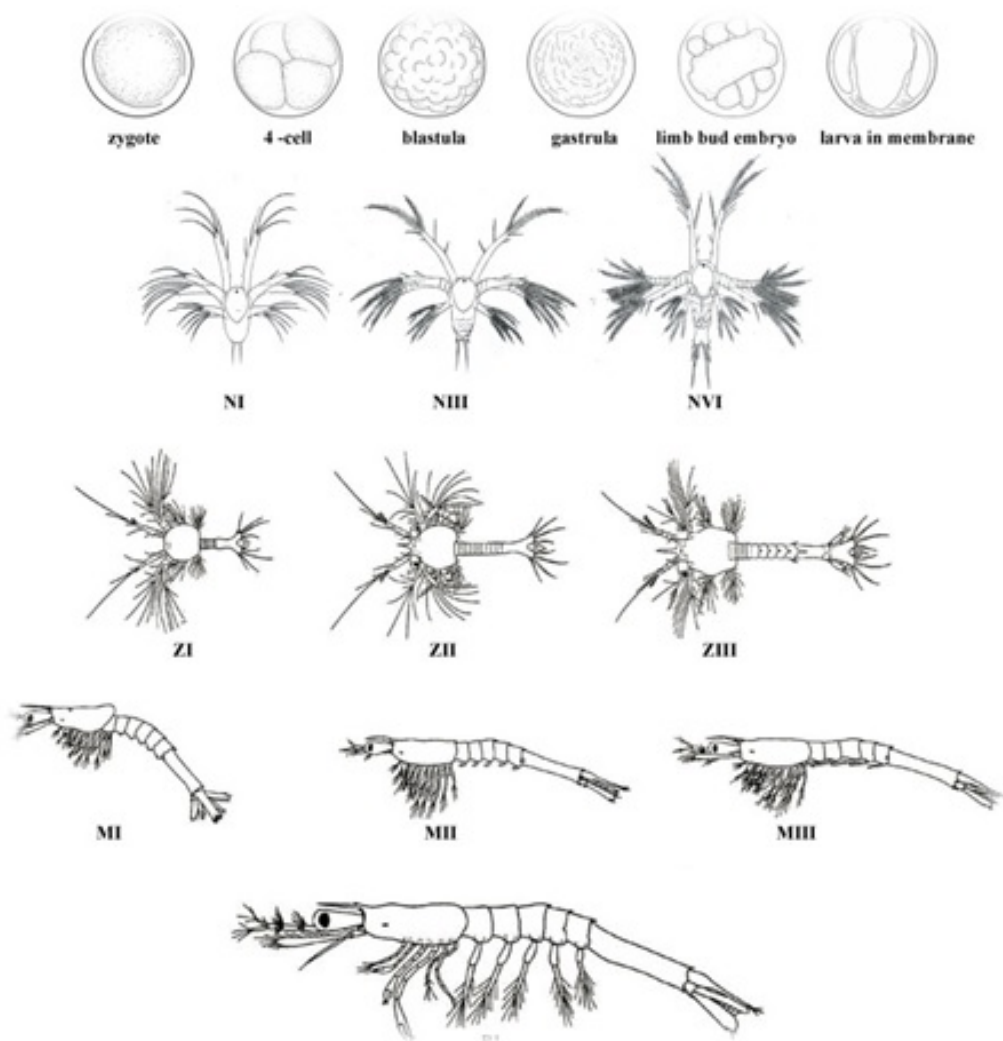 zygote 4 -cell blastula gastrula limb bud embryo larva in membrane
NI NIII NVI
ZI ZII ZIII
MI MII MIII